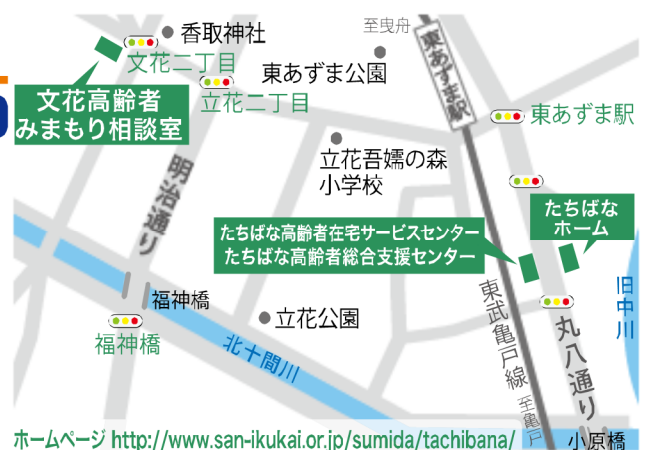 至曳舟
香取神社
文花二丁目
東あずま公園
東あずま駅
文花高齢者
みまもり相談室
立花二丁目
東あずま駅
立花吾嬬の森
小学校
明治通り
たちばな
ホーム
たちばな高齢者在宅サービスセンター
たちばな高齢者総合支援センター
福神橋
立花公園
東武亀戸線
至亀戸
旧中川
福神橋
北十間川
丸八通り
小原橋
ホームページ http://www.san-ikukai.or.jp/sumida/tachibana/